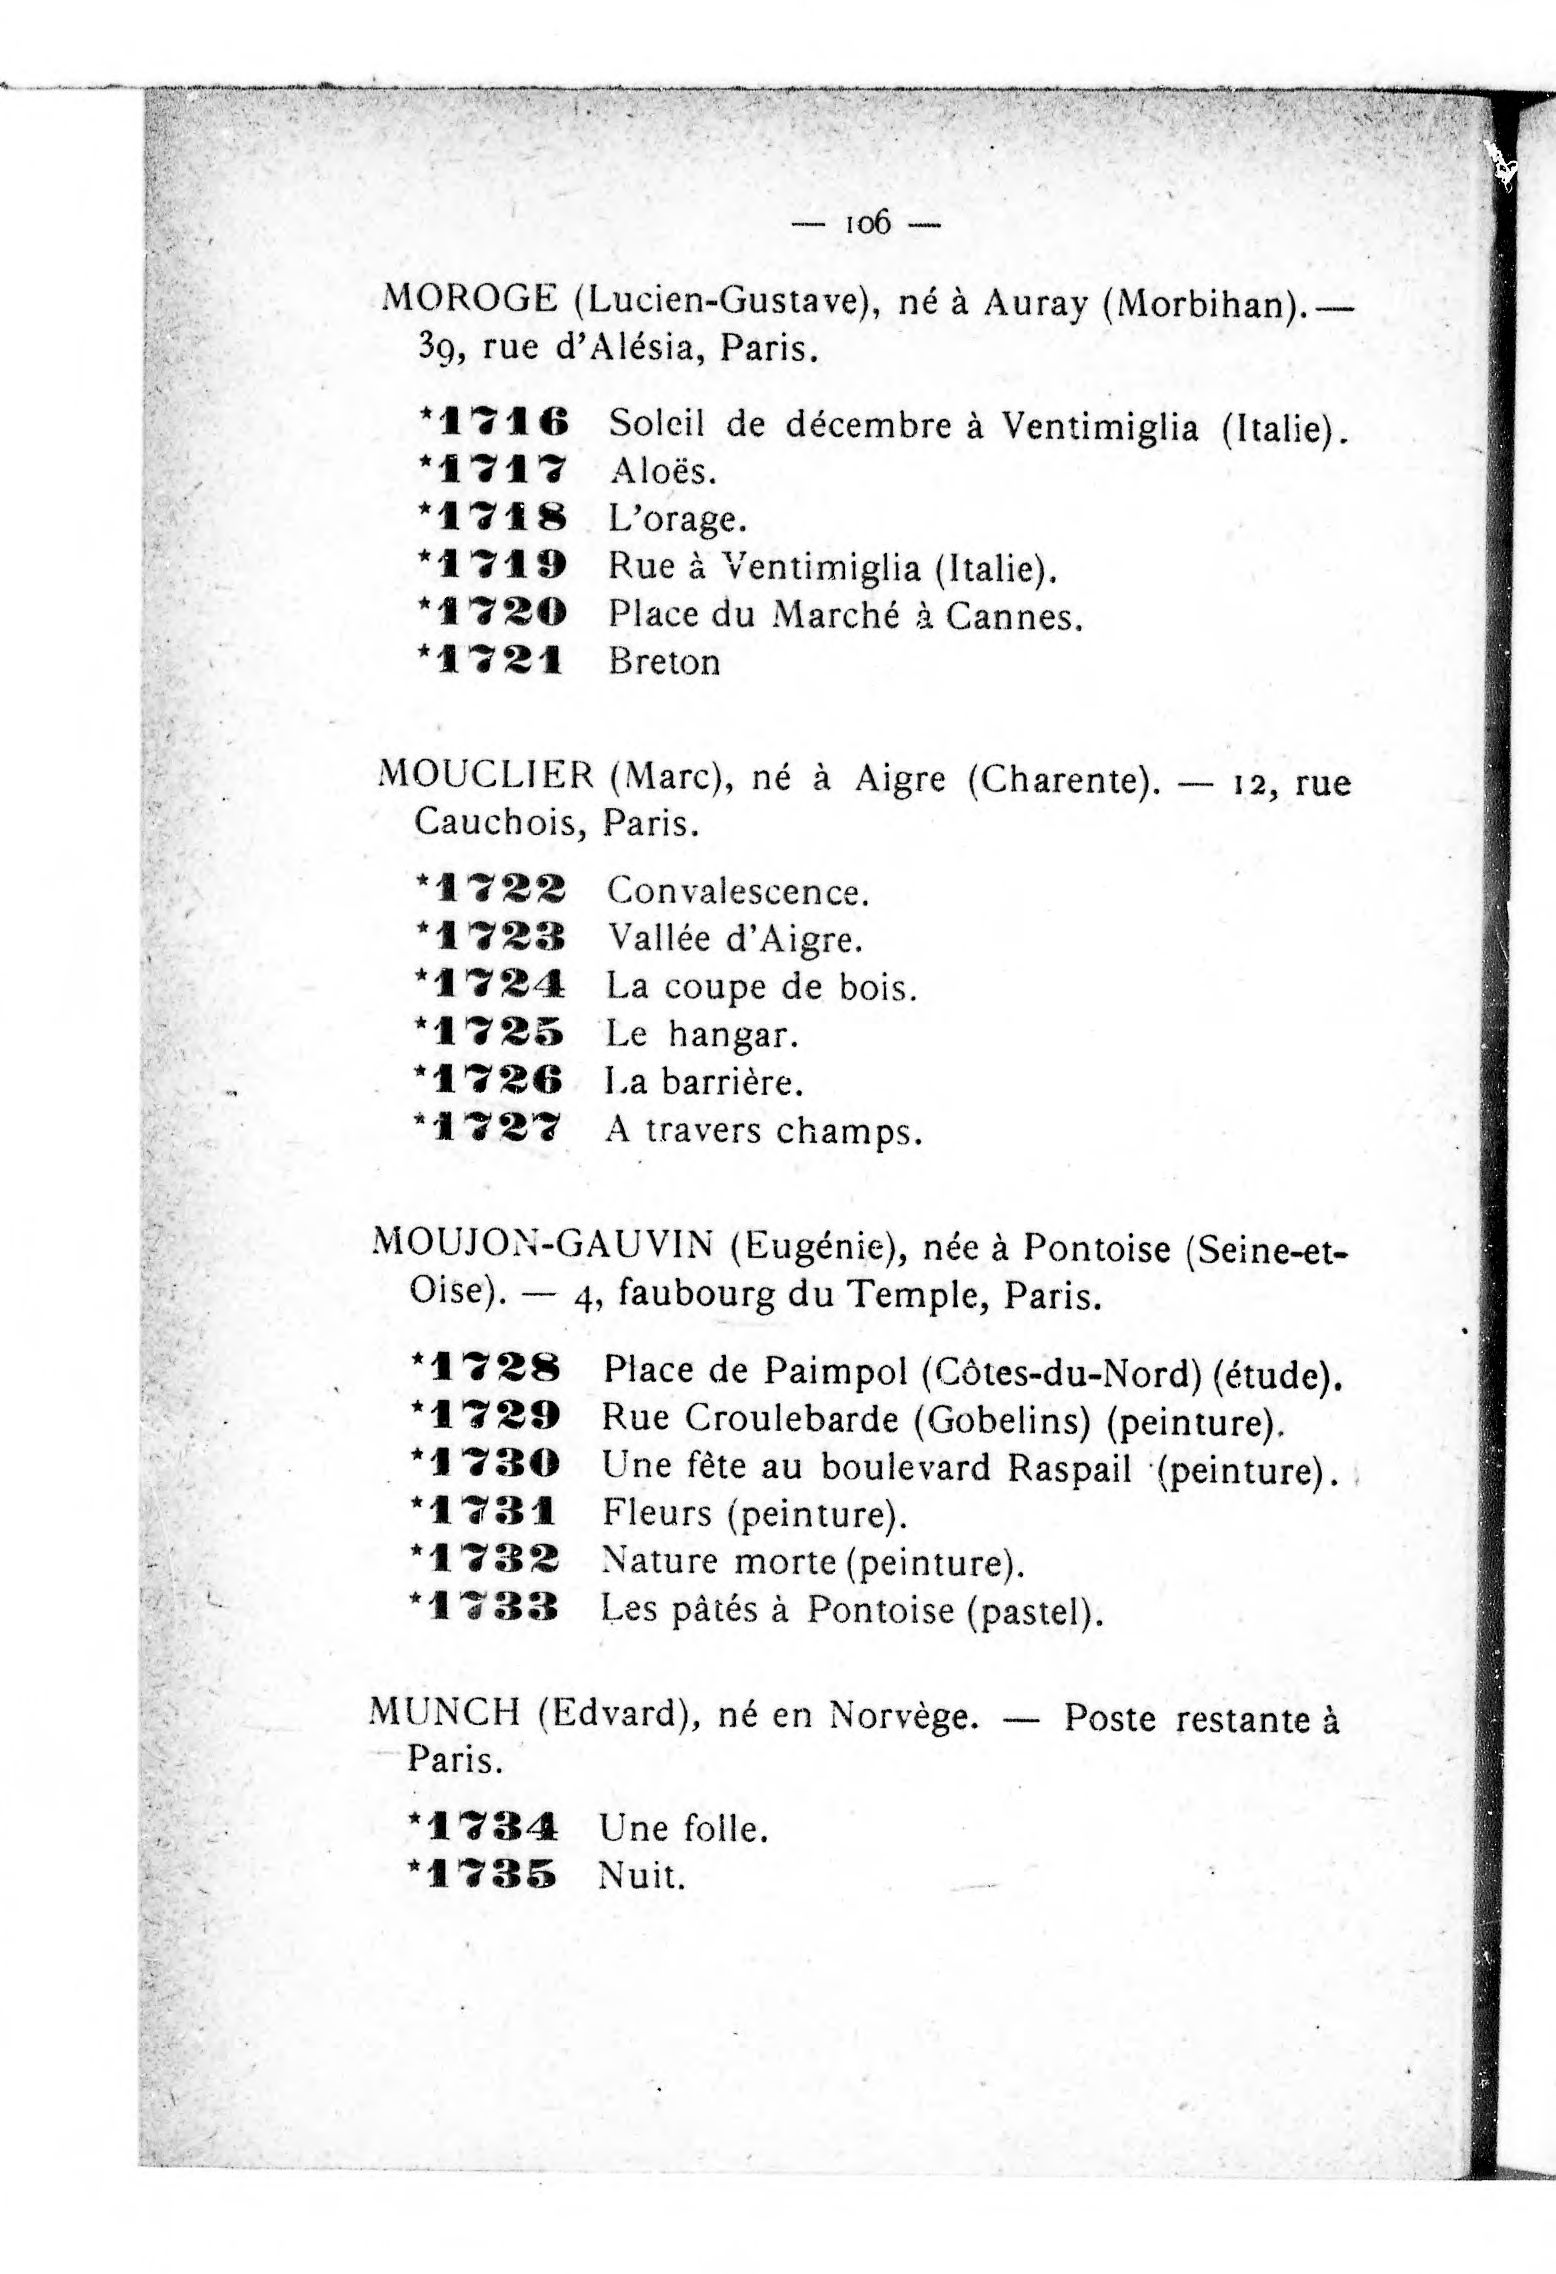 — 106 —
MOROGE (Lucien-Gustave), né à Auray (Morbihan). —
39, rue d'Alésia, Paris.
*1716 Soleil de décembre à Ventimiglia (Italie).
*1717 Aloës.
*1718 L'orage.
*1719 Rue à Ventimiglia (Italie).
*1720 Place du Marché à Cannes.
*1721 Breton
MOUCLIER (Marc), né à Aigre (Charente). — 12, rue
Cauchois, Paris.
*1722 Convalescence.
*1723 Vallée d'Aigre.
*1724 La coupe de bois.
*1725 Le hangar.
*1726 La barrière.
*1727 A travers champs.
MOUJON-GAUVIN (Eugénie), née à Pontoise (Seine-et-
Oise). — 4, faubourg du Temple, Paris.
*1728 Place de Paimpol (Côtes-du-Nord) (étude).
*1729 Rue Croulebarde (Gobelins) (peinture).
*1730 Une fête au boulevard Raspail (peinture).
*1731 Fleurs (peinture).
*1732 Nature morte (peinture).
*1733 Les pâtés à Pontoise (pastel).
MUNCH (Edvard), né en Norvège. — Poste restante à
Paris.
*1734 Une folle.
*1735 Nuit.